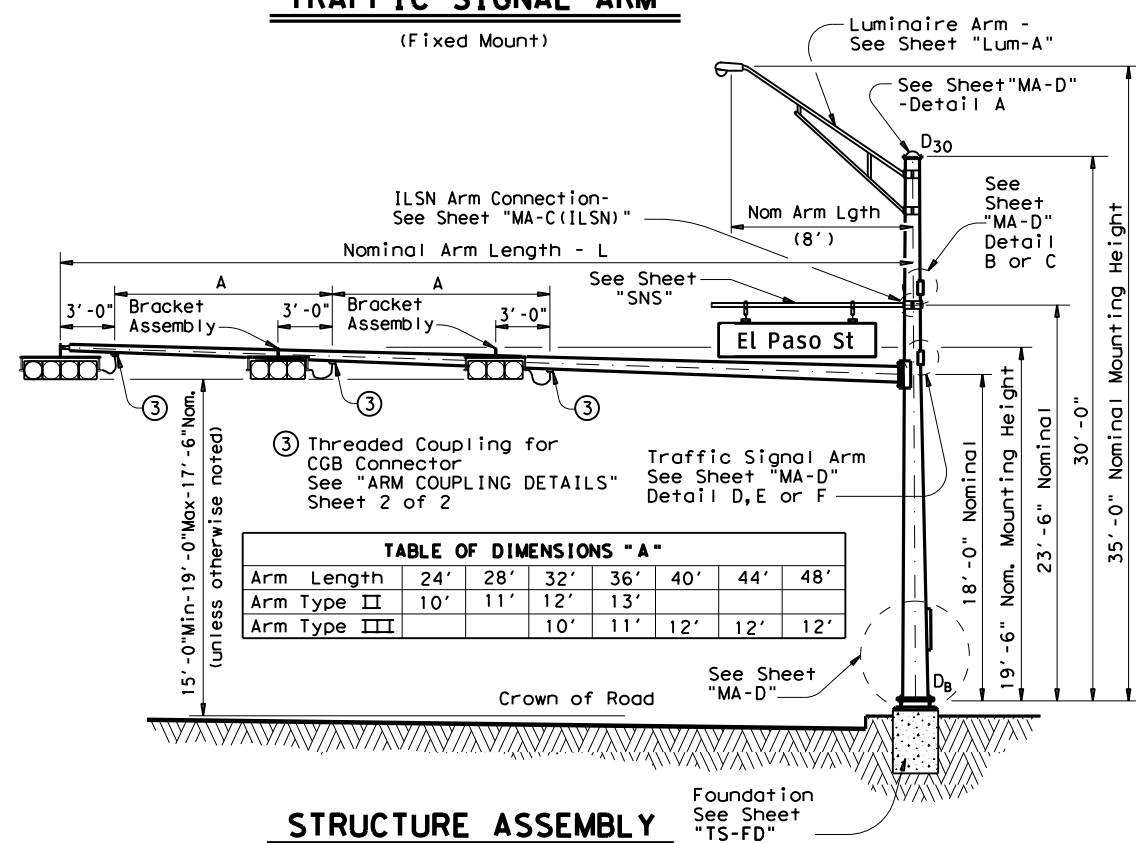 TRAFFIC SIGNAL ARM
(Fixed Mount)
Luminaire Arm -
See Sheet "Lum-A"
See Sheet"MA-D"
-Detail A
D30
See
Sheet
"MA-D"
Detail
B or C
ILSN Arm Connection-
See Sheet "MA-C(ILSN)"
Nom Arm Lgth
(8')
Nominal Arm Length - L
See Sheet
"SNS"
A
A
3'-0"
Bracket
Assembly
3'-0"
Bracket
Assembly
3'-0"
El Paso St
3
3
3
3 Threaded Coupling for
CGB Connector
See "ARM COUPLING DETAILS"
Sheet 2 of 2
Traffic Signal Arm
See Sheet "MA-D"
Detail D,E or F
15'-0"Min-19'-0"Max-17'-6"Nom.
(unless otherwise noted)
18'-0" Nominal
19'-6" Nom. Mounting Height
23'-6" Nominal
30'-0"
35'-0" Nominal Mounting Height
TABLE OF DIMENSIONS "A"
Arm Length 24' 28' 32' 36' 40' 44' 48'
Arm Type II 10' 11' 12' 13'
Arm Type III 10' 11' 12' 12' 12'
See Sheet
"MA-D"
DB
Crown of Road
Foundation
See Sheet
"TS-FD"
STRUCTURE ASSEMBLY